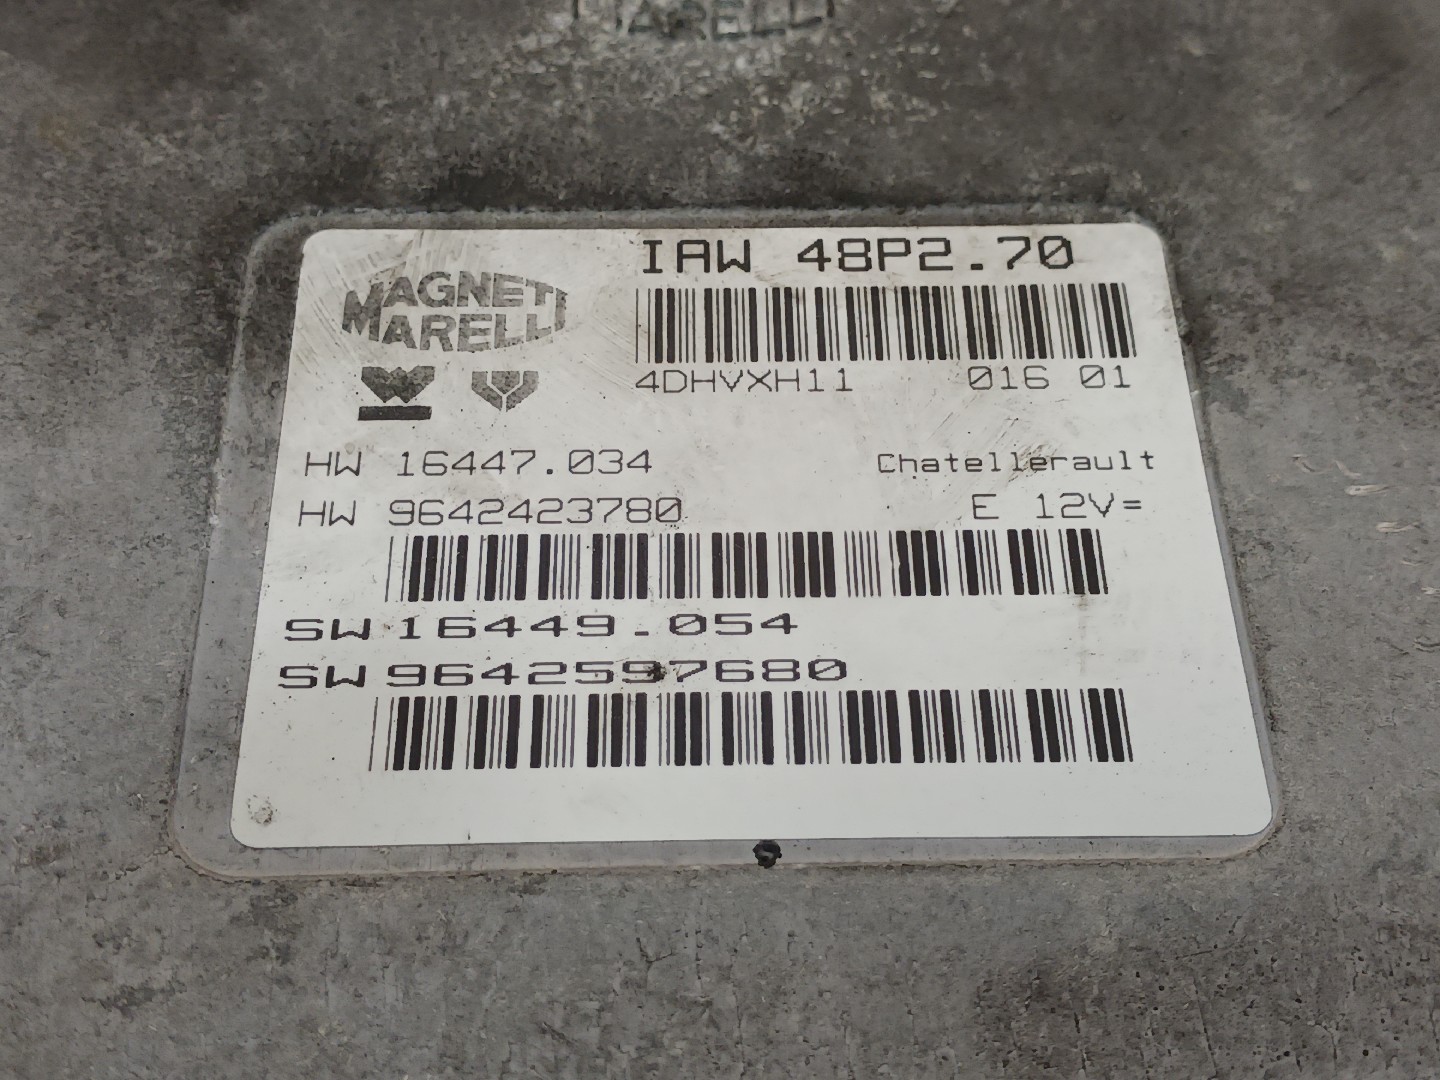 MARELLI
IAW 48P2.70
MAGNETI
MARELLI
4DHVXH11 016 01
HW 16447.034 Chatellerault
HW 9642423780 E 12V=
SW 16449.054
SW 9642597680